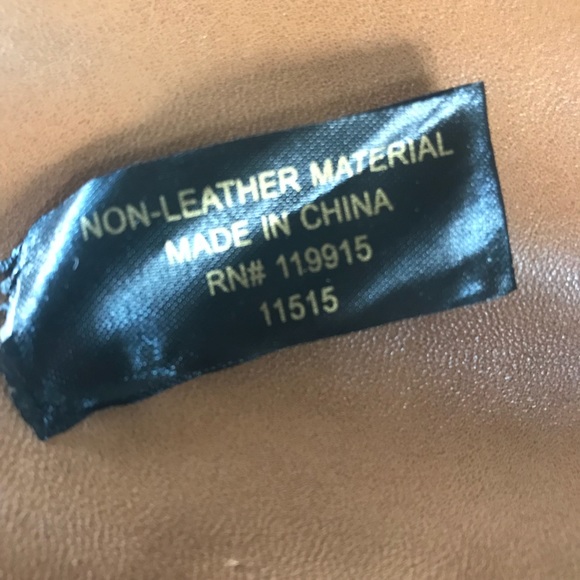 NON-LEATHER MATERIAL
MADE IN CHINA
RN# 119915
11515